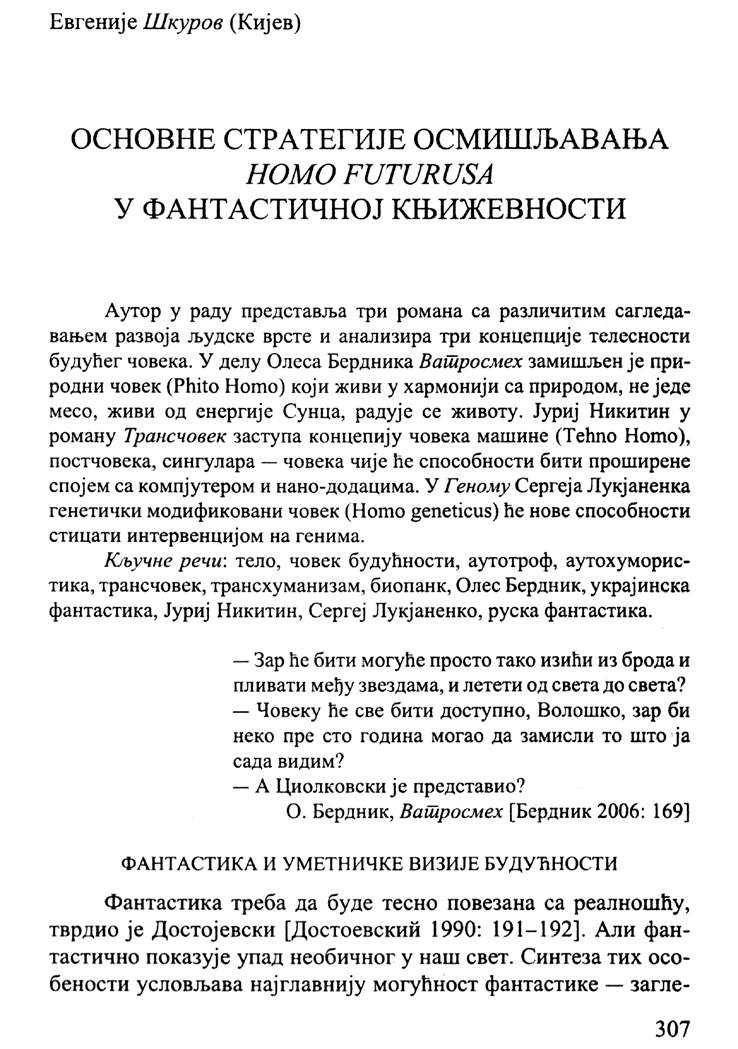 Евгеније Шкуров (Кијев)
ОСНОВНЕ СТРАТЕГИЈЕ ОСМИШЉАВАЊА
HOMO FUTURUSA
У ФАНТАСТИЧНОЈ КЊИЖЕВНОСТИ
Аутор у раду представља три романа са различитим сагледа-
вањем развоја људске врсте и анализира три концепције телесности
будућег човека. У делу Олеса Бердника Ватросмех замишљен је при-
родни човек (Phito Homo) који живи у хармонији са природом, не једе
месо, живи од енергије Сунца, радује се животу. Јуриј Никитин у
роману Трансчовек заступа концепију човека машине (Tehno Homo),
постчовека, сингулара — човека чије ће способности бити проширене
спојем са компјутером и нано-додацима. У Геному Сергеја Лукјаненка
генетички модификовани човек (Homo geneticus) ће нове способности
стицати интервенцијом на генима.
Кључне речи: тело, човек будућности, аутотроф, аутохуморис-
тика, трансчовек, трансхуманизам, биопанк, Олес Бердник, украјинска
фантастика, Јуриј Никитин, Сергеј Лукјаненко, руска фантастика.
— Зар ће бити могуће просто тако изићи из брода и
пливати међу звездама, и летети од света до света?
— Човеку ће све бити доступно, Волошко, зар би
неко пре сто година могао да замисли то што ја
сада видим?
— А Циолковски је представио?
О. Бердник, Ватросмех [Бердник 2006: 169]
ФАНТАСТИКА И УМЕТНИЧКЕ ВИЗИЈЕ БУДУЋНОСТИ
Фантастика треба да буде тесно повезана са реалношћу,
тврдио је Достојевски [Достоевский 1990: 191–192]. Али фан-
тастично показује упад необичног у наш свет. Синтеза тих осо-
бености условљава најглавнију могућност фантастике — загле-
307